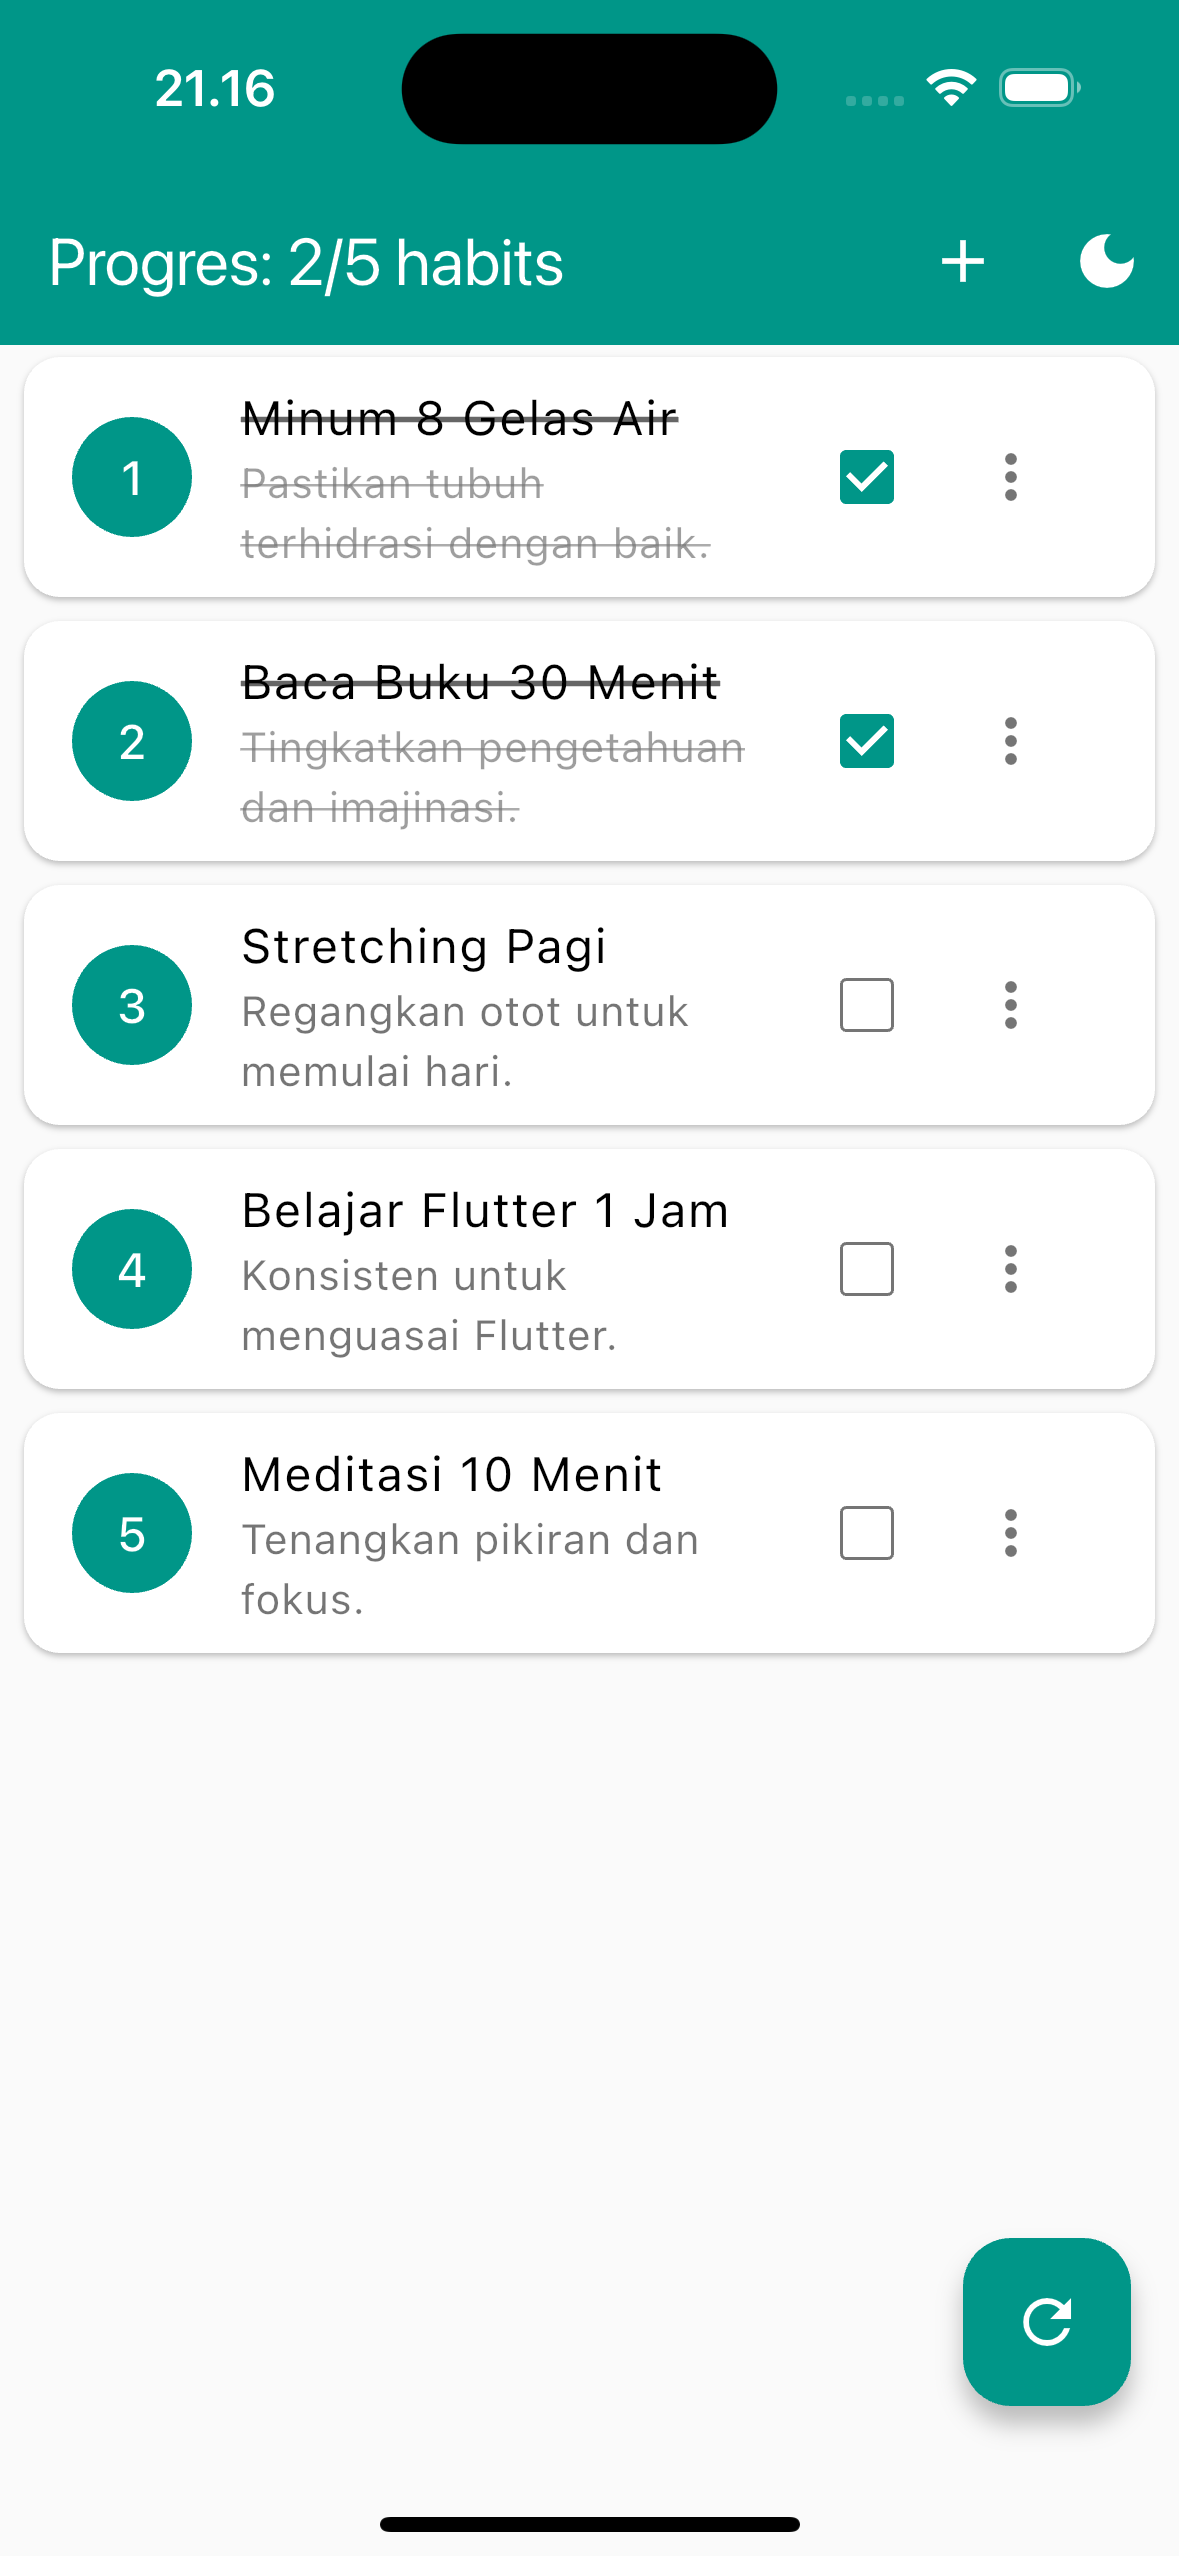 21.16
Progres: 2/5 habits
1
Minum 8 Gelas Air
Pastikan tubuh
terhidrasi dengan baik.
2
Baca Buku 30 Menit
Tingkatkan pengetahuan
dan imajinasi.
3
Stretching Pagi
Regangkan otot untuk
memulai hari.
4
Belajar Flutter 1 Jam
Konsisten untuk
menguasai Flutter.
5
Meditasi 10 Menit
Tenangkan pikiran dan
fokus.